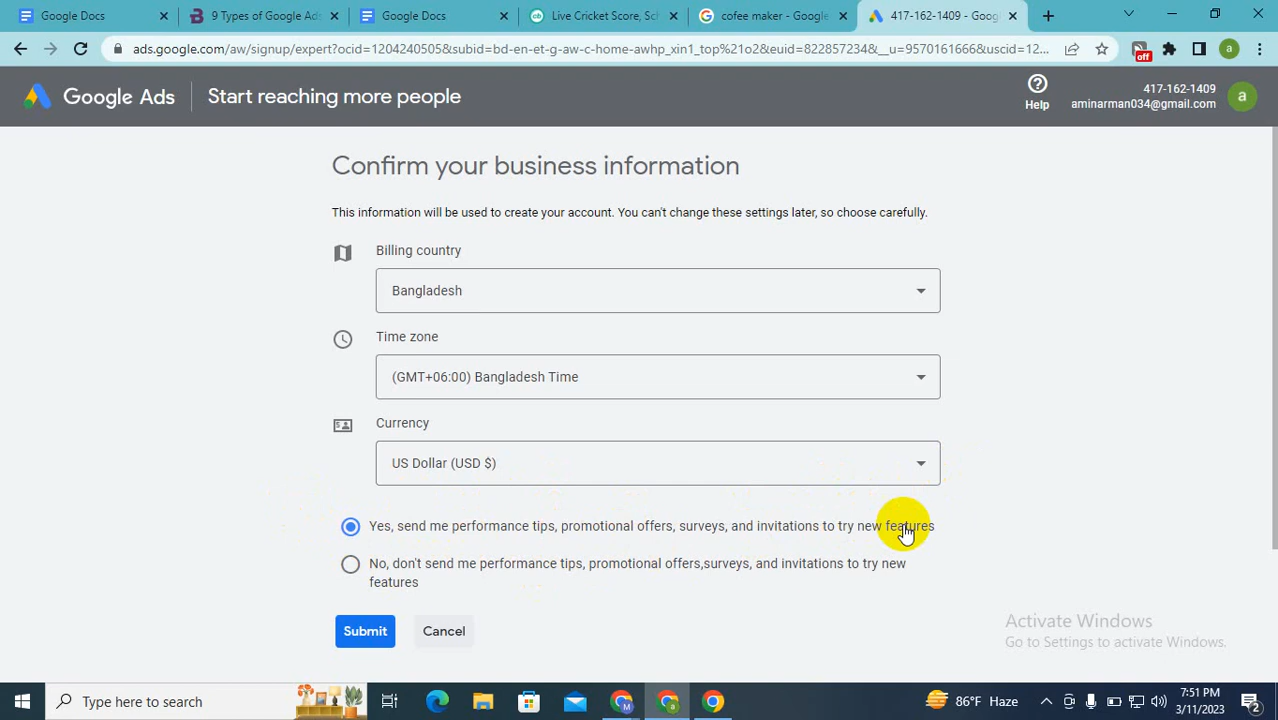 Google Docs
9 Types of Google Ads
Google Docs
Live Cricket Score, Sch
cofee maker - Google
417-162-1409 - Goog
ads.google.com/aw/signup/expert?ocid=1204240505&subid=bd-en-et-g-aw-c-home-awhp_xin1_top%21o2&euid=822857234&__u=9570161666&uscid=12...
off
a
Google Ads
Start reaching more people
Help
417-162-1409
aminarman034@gmail.com
a
Confirm your business information
This information will be used to create your account. You can't change these settings later, so choose carefully.
Billing country
Bangladesh
Time zone
(GMT+06:00) Bangladesh Time
Currency
US Dollar (USD $)
Yes, send me performance tips, promotional offers, surveys, and invitations to try new features
No, don't send me performance tips, promotional offers,surveys, and invitations to try new
features
Submit
Cancel
Activate Windows
Go to Settings to activate Windows.
Type here to search
86°F Haze
7:51 PM
3/11/2023
2